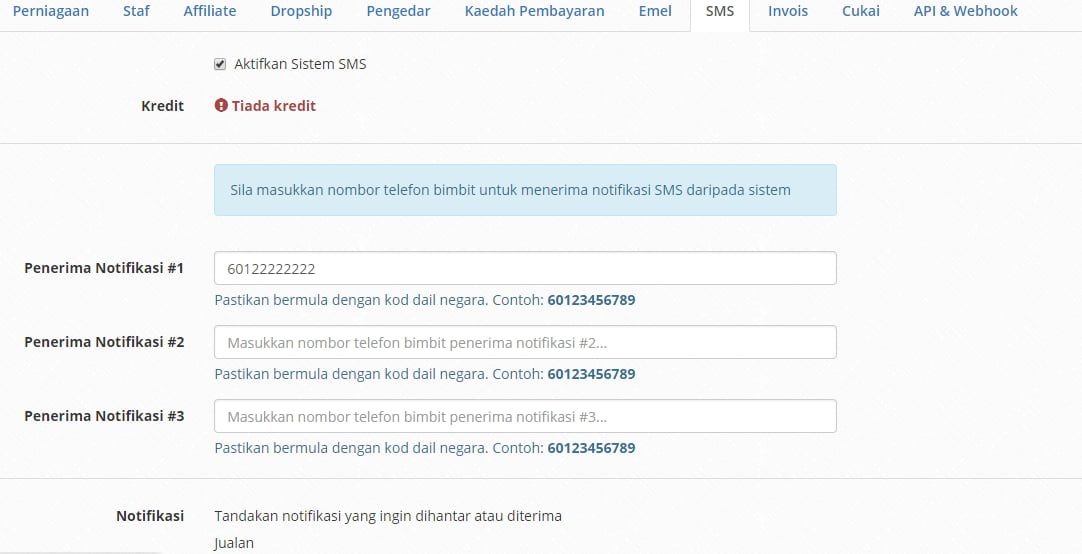 Perniagaan Staf Affiliate Dropship Pengedar Kaedah Pembayaran Emel SMS Invois Cukai API & Webhook
Aktifkan Sistem SMS
Kredit Tiada kredit
Sila masukkan nombor telefon bimbit untuk menerima notifikasi SMS daripada sistem
Penerima Notifikasi #1 60122222222
Pastikan bermula dengan kod dail negara. Contoh: 60123456789
Penerima Notifikasi #2 Masukkan nombor telefon bimbit penerima notifikasi #2...
Pastikan bermula dengan kod dail negara. Contoh: 60123456789
Penerima Notifikasi #3 Masukkan nombor telefon bimbit penerima notifikasi #3...
Pastikan bermula dengan kod dail negara. Contoh: 60123456789
Notifikasi Tandakan notifikasi yang ingin dihantar atau diterima
Jualan